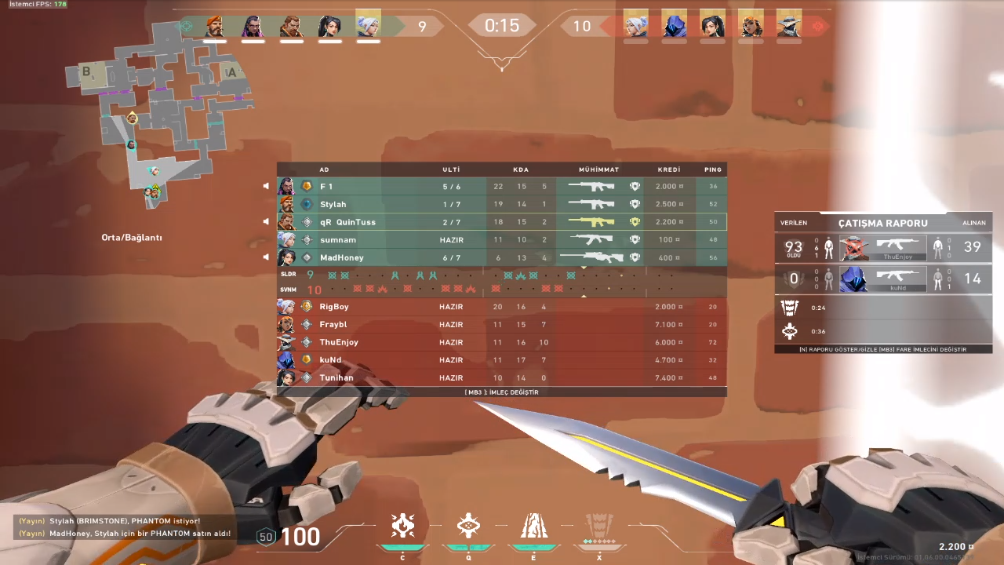 İstemci FPS: 178
9 0:15 10
B A
Orta/Bağlantı
AD ULTİ KDA MÜHİMMAT KREDİ PING
F 1 5 / 6 22 15 5 2.000 36
Stylah 1 / 7 19 14 1 2.500 52
qR QuinTuss 2 / 7 18 15 2 2.200 50
sumnam HAZIR 11 10 2 100 48
MadHoney 6 / 7 6 13 4 400 56
SLDR 9
SVNM 10
RigBoy HAZIR 20 16 4 2.000 20
Fraybl HAZIR 11 15 7 7.100 20
ThuEnjoy HAZIR 11 16 10 6.000 72
kuNd HAZIR 11 17 7 4.700 32
Tunihan HAZIR 10 14 0 7.400 48
[ MB3 ] İMLEÇ DEĞİŞTİR
VERİLEN ÇATIŞMA RAPORU ALINAN
93 ÖLDÜ 0 6 1 ThuEnjoy 39
0 0 0 0 kuNd 14
0:24
0:36
[N] RAPORU GÖSTER/GİZLE [MB3] FARE İMLECİNİ DEĞİŞTİR
(Yayın) Stylah (BRIMSTONE), PHANTOM istiyor!
(Yayın) MadHoney, Stylah için bir PHANTOM satın aldı!
50 100
C Q E X
2.200